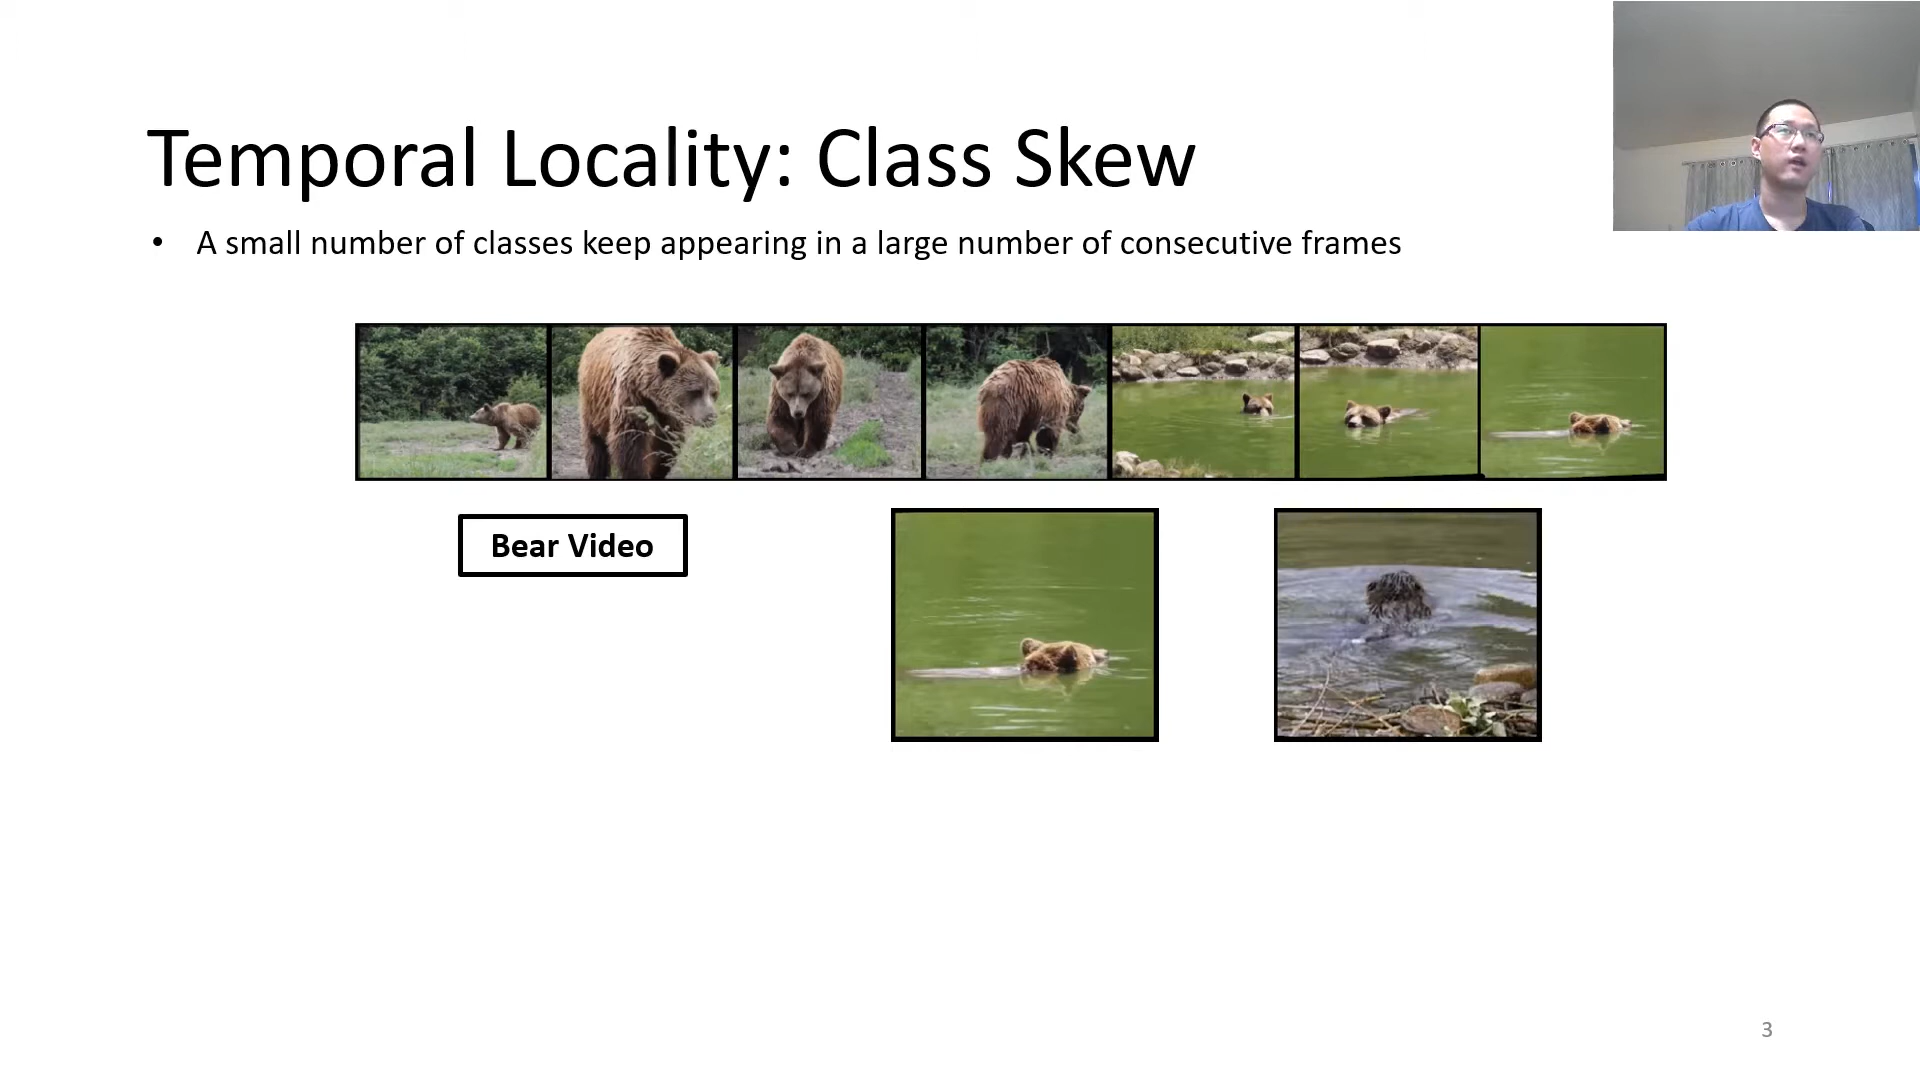 Temporal Locality: Class Skew
• A small number of classes keep appearing in a large number of consecutive frames
Bear Video
3